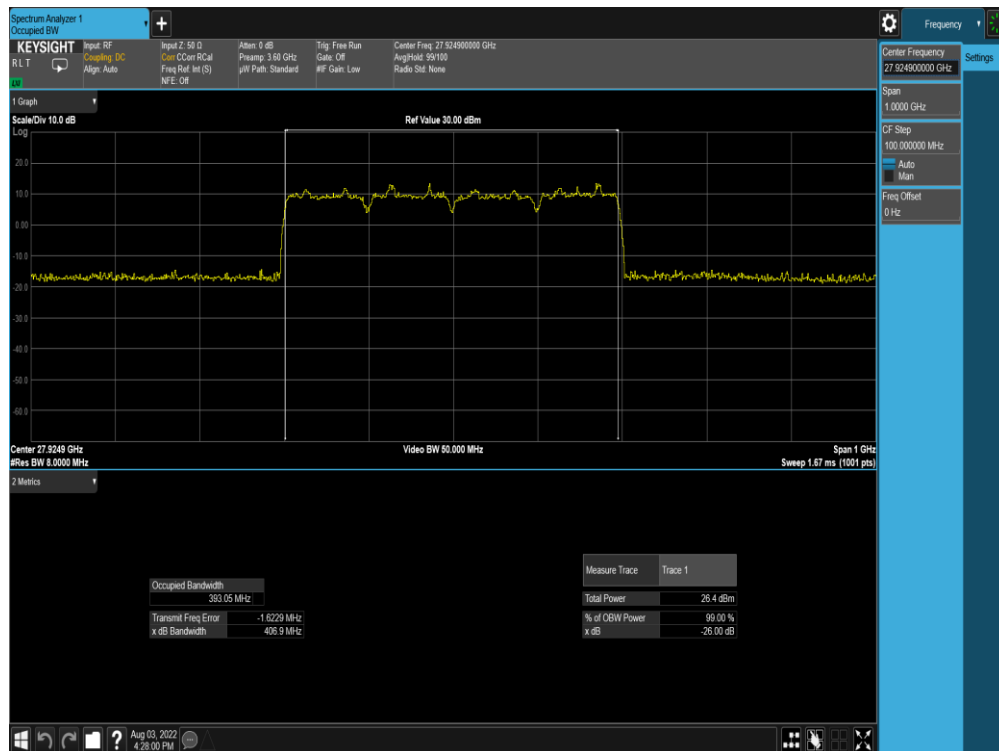 Spectrum Analyzer 1
Occupied BW
Frequency
KEYSIGHT
RLT
LXI
Input: RF
Coupling: DC
Align: Auto
Input Z: 50 Ω
Corr CCorr RCal
Freq Ref: Int (S)
NFE: Off
Atten: 0 dB
Preamp: 3.60 GHz
µW Path: Standard
Trig: Free Run
Gate: Off
#IF Gain: Low
Center Freq: 27.924900000 GHz
Avg|Hold: 99/100
Radio Std: None
Center Frequency
27.924900000 GHz
Settings
Span
1.0000 GHz
CF Step
100.000000 MHz
Auto
Man
Freq Offset
0 Hz
1 Graph
Scale/Div 10.0 dB
Ref Value 30.00 dBm
Log
20.0
10.0
0.00
-10.0
-20.0
-30.0
-40.0
-50.0
-60.0
Center 27.9249 GHz
#Res BW 8.0000 MHz
Video BW 50.000 MHz
Span 1 GHz
Sweep 1.67 ms (1001 pts)
2 Metrics
Occupied Bandwidth
393.05 MHz
Transmit Freq Error -1.6229 MHz
x dB Bandwidth 406.9 MHz
Measure Trace Trace 1
Total Power 26.4 dBm
% of OBW Power 99.00 %
x dB -26.00 dB
Aug 03, 2022
4:28:00 PM